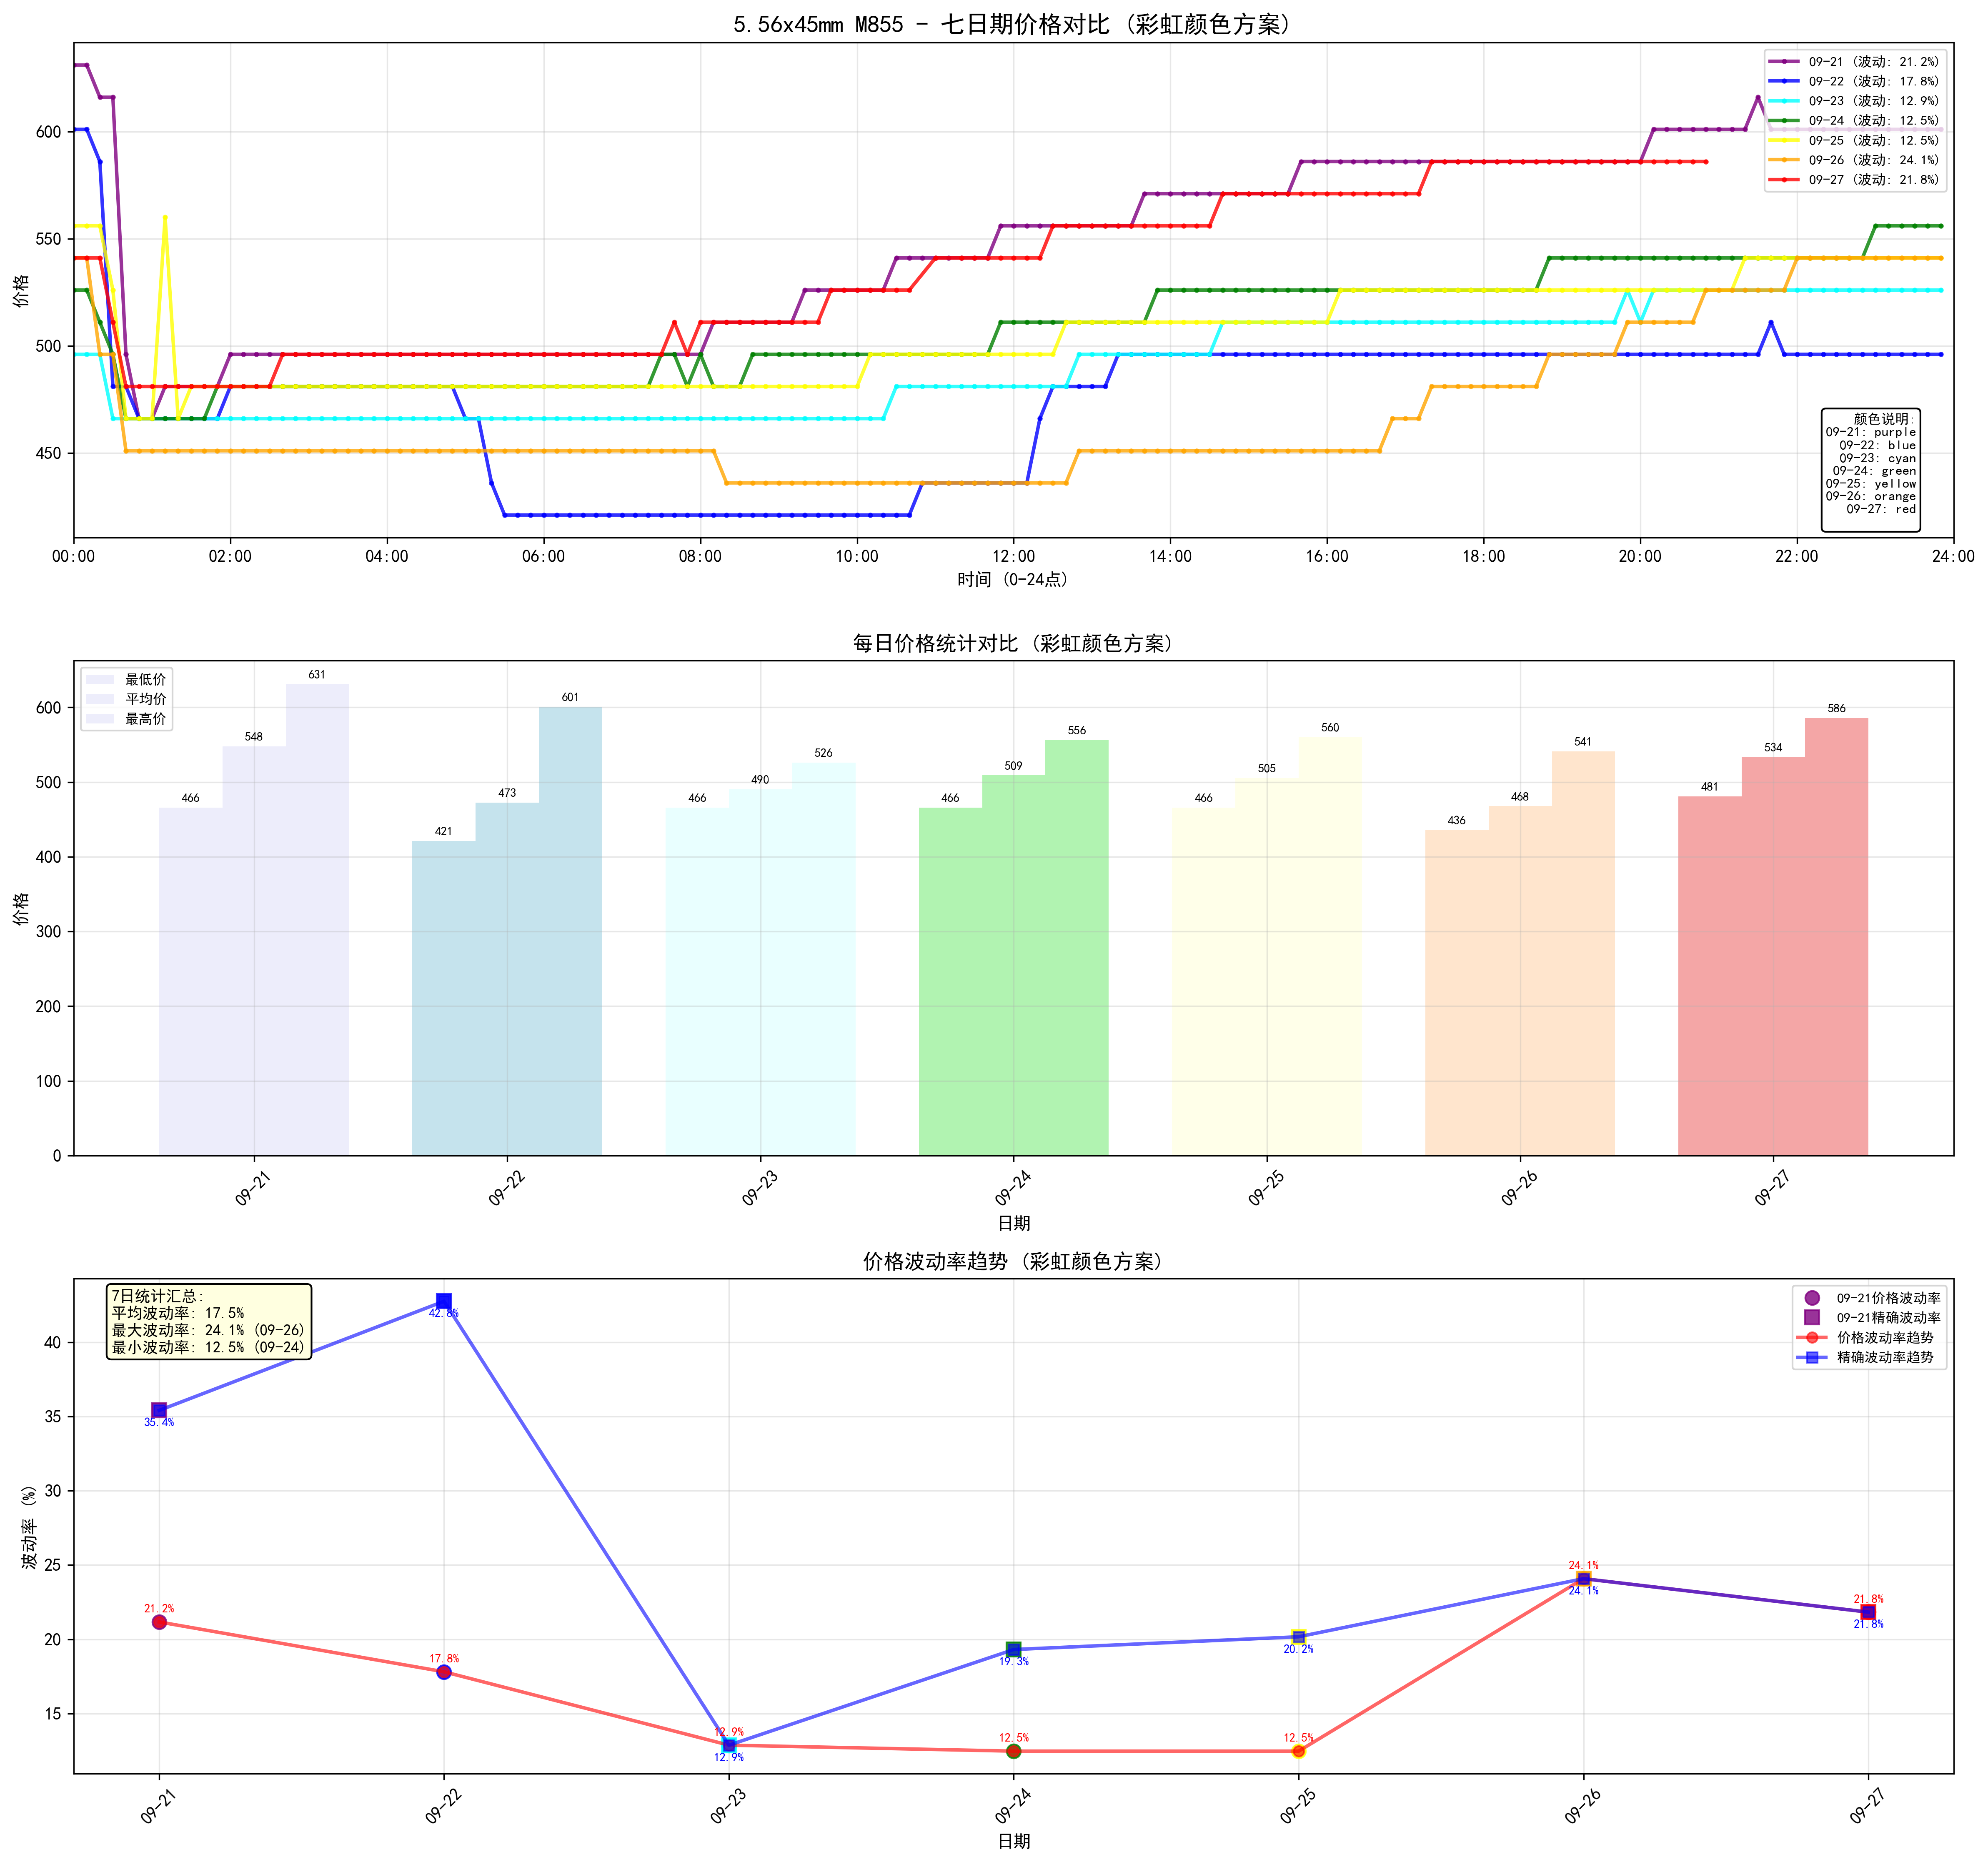 5.56x45mm M855 - 七日期价格对比 (彩虹颜色方案)
价格
600
550
500
450
00:00 02:00 04:00 06:00 08:00 10:00 12:00 14:00 16:00 18:00 20:00 22:00 24:00
时间 (0-24点)
09-21 (波动: 21.2%)
09-22 (波动: 17.8%)
09-23 (波动: 12.9%)
09-24 (波动: 12.5%)
09-25 (波动: 12.5%)
09-26 (波动: 24.1%)
09-27 (波动: 21.8%)
颜色说明:
09-21: purple
09-22: blue
09-23: cyan
09-24: green
09-25: yellow
09-26: orange
09-27: red
每日价格统计对比 (彩虹颜色方案)
最低价
平均价
最高价
价格
600
500
400
300
200
100
0
466 548 631
421 473 601
466 490 526
466 509 556
466 505 560
436 468 541
481 534 586
09-21 09-22 09-23 09-24 09-25 09-26 09-27
日期
价格波动率趋势 (彩虹颜色方案)
7日统计汇总:
平均波动率: 17.5%
最大波动率: 24.1% (09-26)
最小波动率: 12.5% (09-24)
09-21价格波动率
09-21精确波动率
价格波动率趋势
精确波动率趋势
波动率 (%)
40
35
30
25
20
15
35.4% 42.8% 12.9% 19.3% 20.2% 24.1% 21.8%
21.2% 17.8% 12.9% 12.5% 12.5% 24.1% 21.8%
09-21 09-22 09-23 09-24 09-25 09-26 09-27
日期